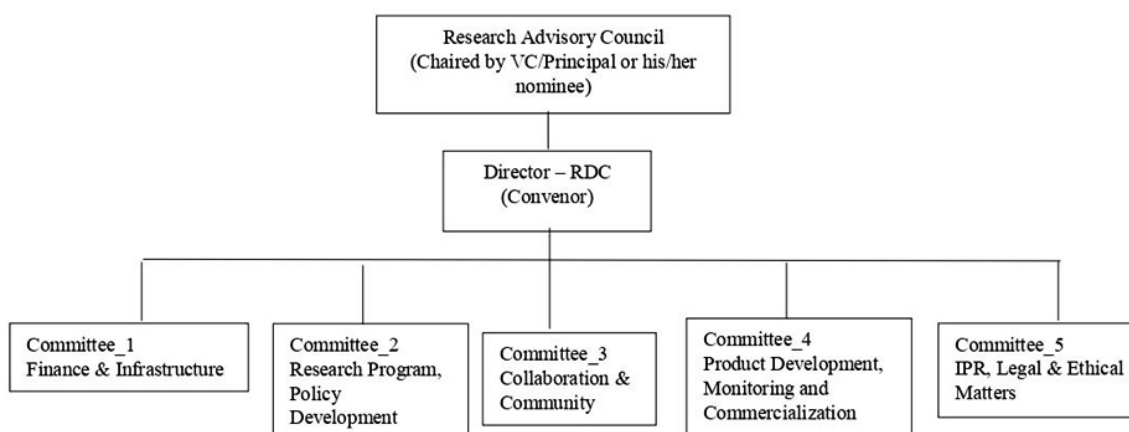 Research Advisory Council
(Chaired by VC/Principal or his/her
nominee)
Director – RDC
(Convenor)
Committee_1
Finance & Infrastructure
Committee_2
Research Program,
Policy
Development
Committee_3
Collaboration &
Community
Committee_4
Product Development,
Monitoring and
Commercialization
Committee_5
IPR, Legal & Ethical
Matters